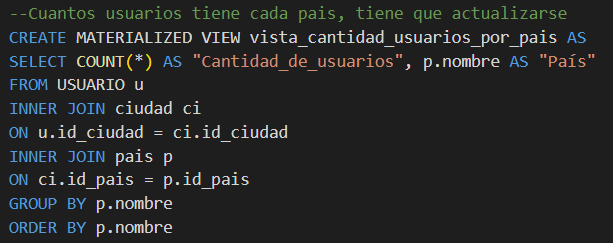 --Cuantos usuarios tiene cada pais, tiene que actualizarse
CREATE MATERIALIZED VIEW vista_cantidad_usuarios_por_pais AS
SELECT COUNT(*) AS "Cantidad_de_usuarios", p.nombre AS "País"
FROM USUARIO u
INNER JOIN ciudad ci
ON u.id_ciudad = ci.id_ciudad
INNER JOIN pais p
ON ci.id_pais = p.id_pais
GROUP BY p.nombre
ORDER BY p.nombre